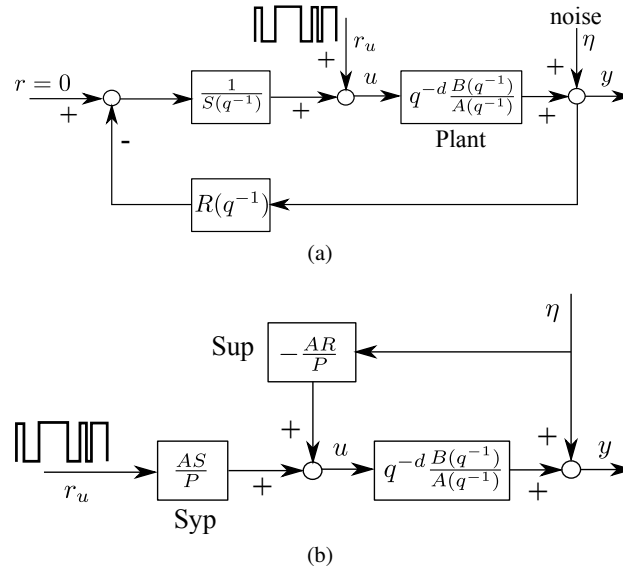 noise
η
r_u
r = 0
+
+
+
u
+
+
y
1/S(q^{-1})
q^{-d} B(q^{-1})/A(q^{-1})
Plant
-
R(q^{-1})
(a)
η
Sup
-AR/P
+
u
+
y
r_u
AS/P
+
q^{-d} B(q^{-1})/A(q^{-1})
+
Syp
(b)